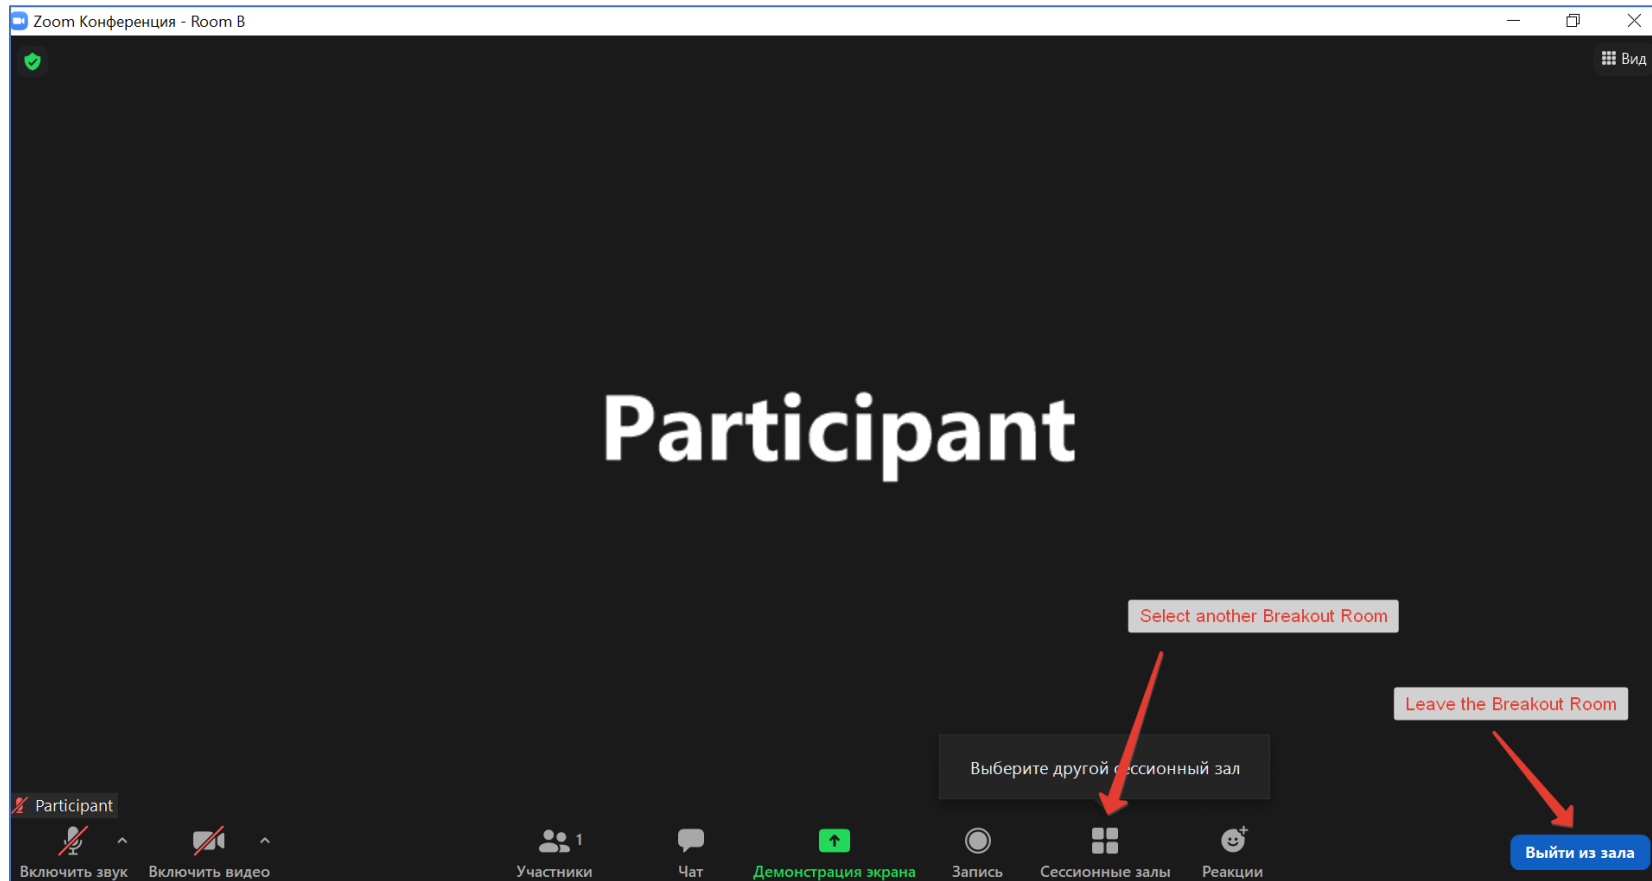 Zoom Конференция - Room B
Вид
Participant
Select another Breakout Room
Leave the Breakout Room
Выберите другой сессионный зал
Participant
1
Включить звук
Включить видео
Участники
Чат
Демонстрация экрана
Запись
Сессионные залы
Реакции
Выйти из зала